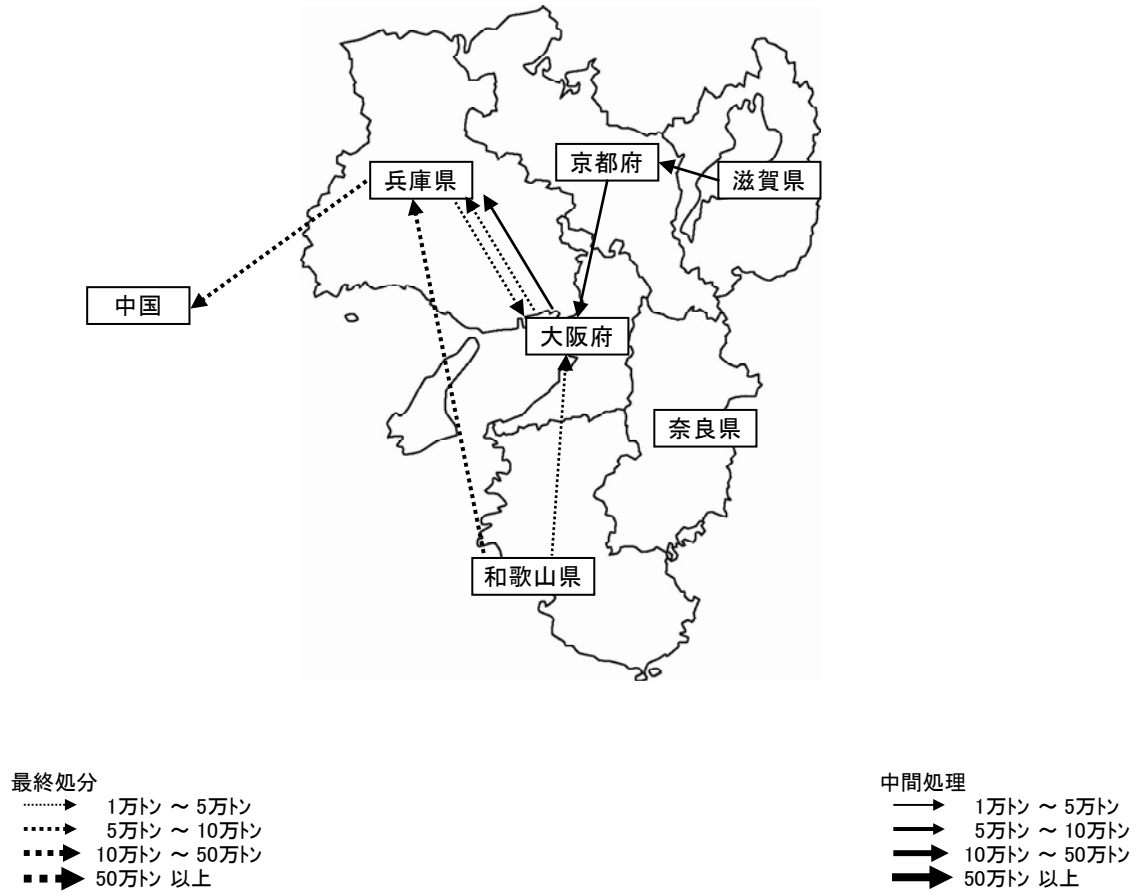 京都府
兵庫県
滋賀県
中国
大阪府
奈良県
和歌山県
最終処分
1万トン ～ 5万トン
5万トン ～ 10万トン
10万トン ～ 50万トン
50万トン 以上
中間処理
1万トン ～ 5万トン
5万トン ～ 10万トン
10万トン ～ 50万トン
50万トン 以上